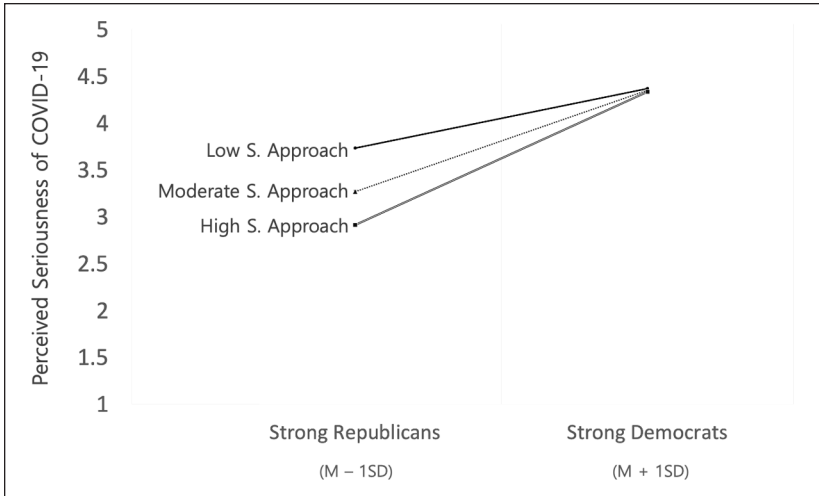 Perceived Seriousness of COVID-19
5
4.5
4
3.5
3
2.5
2
1.5
1
Low S. Approach
Moderate S. Approach
High S. Approach
Strong Republicans
(M – 1SD)
Strong Democrats
(M + 1SD)